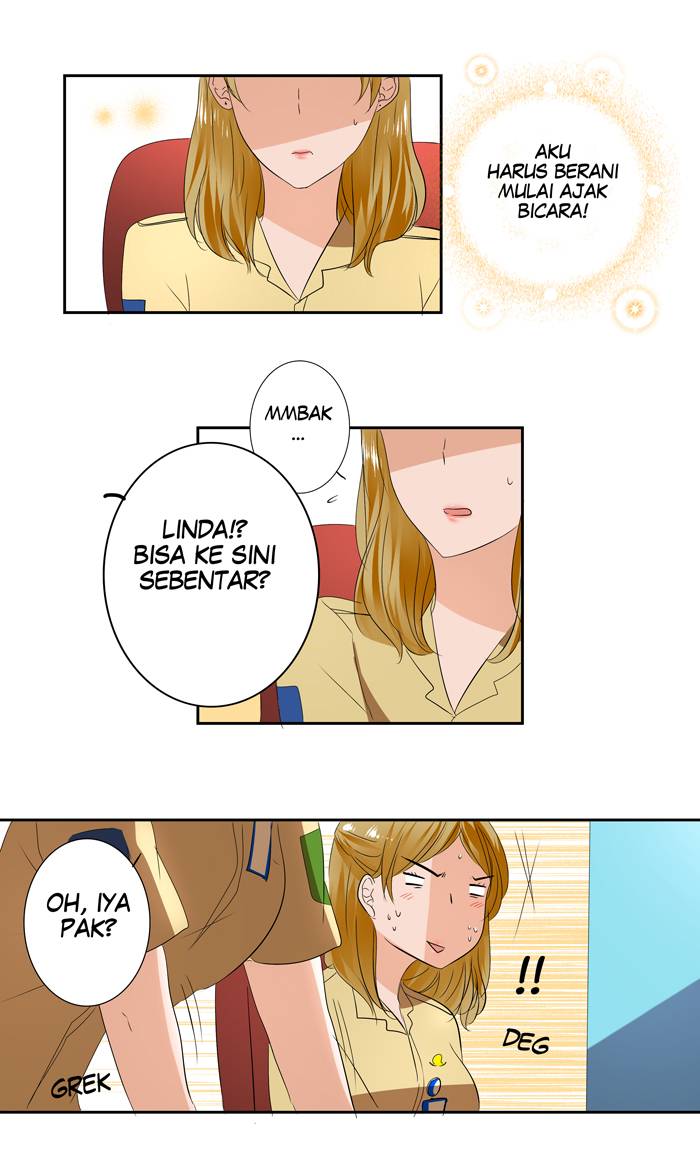 AKU
HARUS BERANI
MULAI AJAK
BICARA!
MMBAK
...
LINDA!?
BISA KE SINI
SEBENTAR?
OH, IYA
PAK?
GREK
!!
DEG